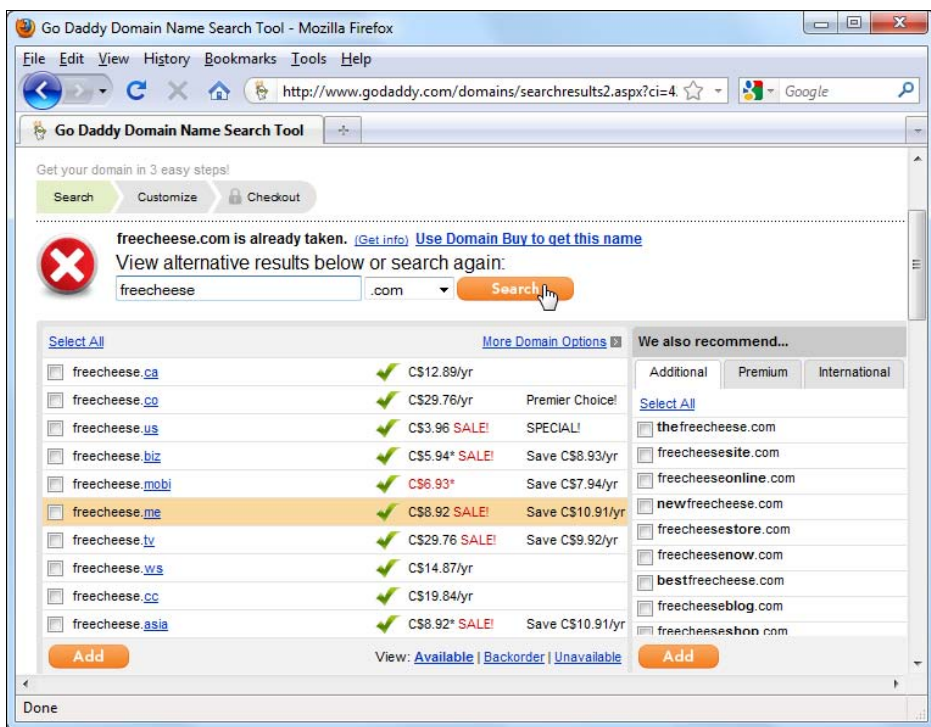 Go Daddy Domain Name Search Tool - Mozilla Firefox
File Edit View History Bookmarks Tools Help
http://www.godaddy.com/domains/searchresults2.aspx?ci=4 Google
Go Daddy Domain Name Search Tool
Get your domain in 3 easy steps!
Search Customize Checkout
freecheese.com is already taken. (Get info) Use Domain Buy to get this name
View alternative results below or search again:
freecheese .com Search
Select All More Domain Options
freecheese.ca C$12.89/yr
freecheese.co C$29.76/yr Premier Choice!
freecheese.us C$3.96 SALE! SPECIAL!
freecheese.biz C$5.94* SALE! Save C$8.93/yr
freecheese.mobi C$6.93* Save C$7.94/yr
freecheese.me C$8.92 SALE! Save C$10.91/yr
freecheese.tv C$29.76 SALE! Save C$9.92/yr
freecheese.ws C$14.87/yr
freecheese.cc C$19.84/yr
freecheese.asia C$8.92* SALE! Save C$10.91/yr
Add View: Available | Backorder | Unavailable
We also recommend...
Additional Premium International
Select All
thefreecheese.com
freecheesesite.com
freecheeseonline.com
newfreecheese.com
freecheesestore.com
freecheesenow.com
bestfreecheese.com
freecheeseblog.com
freecheeseshop.com
Add
Done